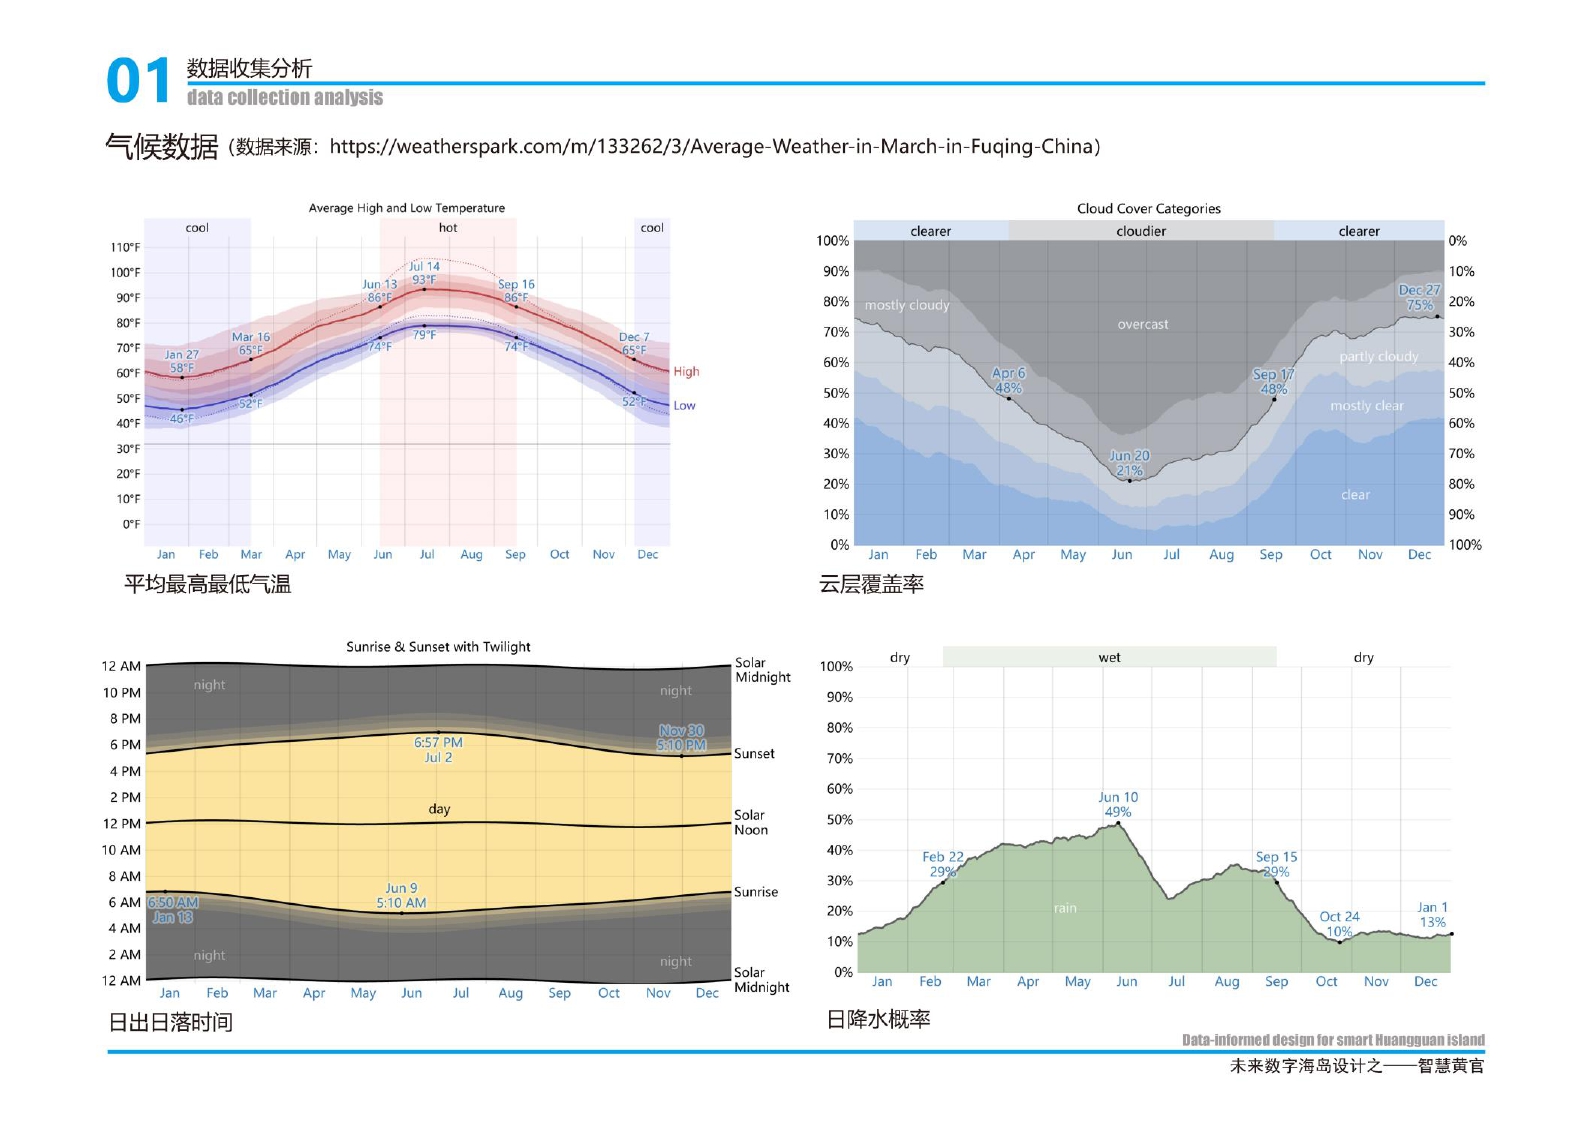 01
数据收集分析
data collection analysis
气候数据（数据来源：https://weatherspark.com/m/133262/3/Average-Weather-in-March-in-Fuqing-China）
Average High and Low Temperature
cool hot cool
110°F
100°F
90°F
80°F
70°F
60°F
50°F
40°F
30°F
20°F
10°F
0°F
Jan 27
58°F
46°F
Mar 16
65°F
52°F
Jun 13
86°F
74°F
Jul 14
93°F
79°F
Sep 16
86°F
74°F
Dec 7
65°F
52°F
High
Low
Jan Feb Mar Apr May Jun Jul Aug Sep Oct Nov Dec
平均最高最低气温
Cloud Cover Categories
clearer cloudier clearer
100% 0%
90% 10%
80% 20%
70% 30%
60% 40%
50% 50%
40% 60%
30% 70%
20% 80%
10% 90%
0% 100%
mostly cloudy
overcast
partly cloudy
mostly clear
clear
Apr 6
48%
Jun 20
21%
Sep 17
48%
Dec 27
75%
Jan Feb Mar Apr May Jun Jul Aug Sep Oct Nov Dec
云层覆盖率
Sunrise & Sunset with Twilight
12 AM
10 PM
8 PM
6 PM
4 PM
2 PM
12 PM
10 AM
8 AM
6 AM
4 AM
2 AM
12 AM
night
night
6:57 PM
Jul 2
Nov 30
5:10 PM
day
Jun 9
5:10 AM
6:50 AM
Jan 13
night
night
Solar
Midnight
Sunset
Solar
Noon
Sunrise
Solar
Midnight
Jan Feb Mar Apr May Jun Jul Aug Sep Oct Nov Dec
日出日落时间
dry wet dry
100%
90%
80%
70%
60%
50%
40%
30%
20%
10%
0%
Feb 22
29%
Jun 10
49%
Sep 15
29%
Oct 24
10%
Jan 1
13%
rain
Jan Feb Mar Apr May Jun Jul Aug Sep Oct Nov Dec
日降水概率
Data-informed design for smart Huangguan island
未来数字海岛设计之——智慧黄官